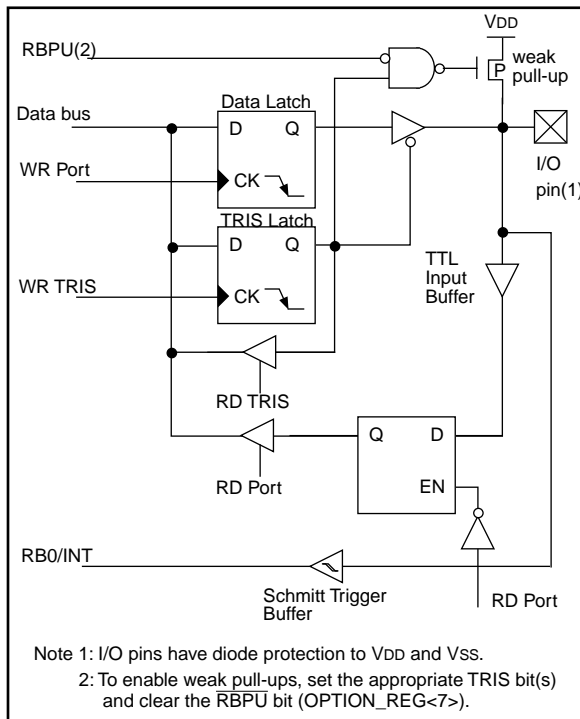 VDD
RBPU(2)
weak
pull-up
P
Data Latch
Data bus
D
Q
WR Port
CK
I/O
pin(1)
TRIS Latch
D
Q
TTL
Input
Buffer
WR TRIS
CK
RD TRIS
Q
D
EN
RD Port
RB0/INT
Schmitt Trigger
Buffer
RD Port
Note 1: I/O pins have diode protection to VDD and VSS.
2: To enable weak pull-ups, set the appropriate TRIS bit(s)
and clear the RBPU bit (OPTION_REG<7>).